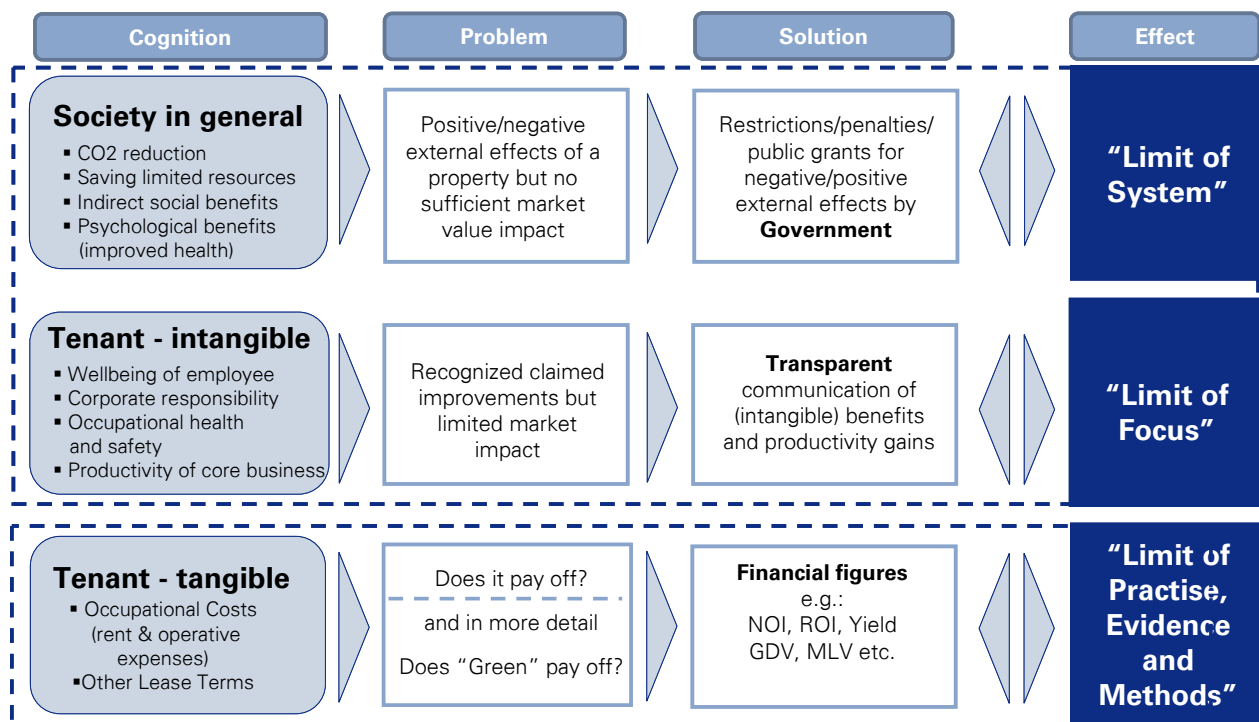 Cognition
Problem
Solution
Effect
Society in general
▪ CO2 reduction
▪ Saving limited resources
▪ Indirect social benefits
▪ Psychological benefits
(improved health)
Positive/negative
external effects of a
property but no
sufficient market
value impact
Restrictions/penalties/
public grants for
negative/positive
external effects by
Government
“Limit of
System”
Tenant - intangible
▪ Wellbeing of employee
▪ Corporate responsibility
▪ Occupational health
and safety
▪ Productivity of core business
Recognized claimed
improvements but
limited market
impact
Transparent
communication of
(intangible) benefits
and productivity gains
“Limit of
Focus”
Tenant - tangible
▪ Occupational Costs
(rent & operative
expenses)
▪Other Lease Terms
Does it pay off?
and in more detail
Does “Green” pay off?
Financial figures
e.g.:
NOI, ROI, Yield
GDV, MLV etc.
“Limit of
Practise,
Evidence
and
Methods”